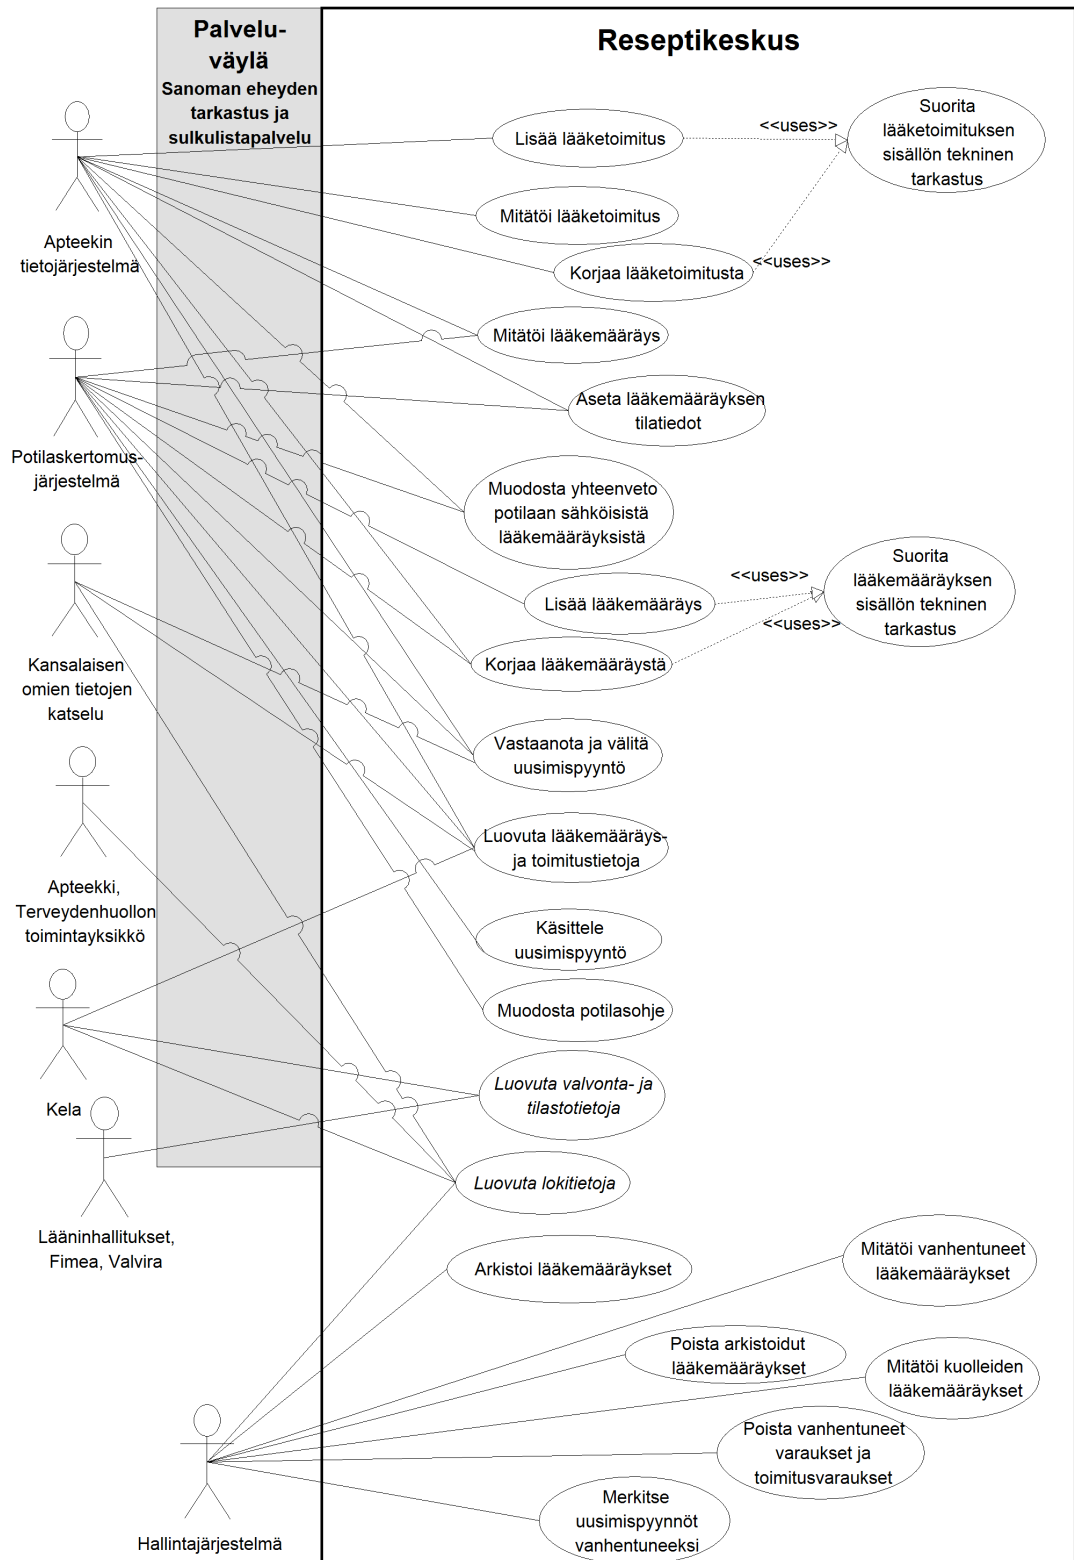 Palvelu-
väylä
Sanoman eheyden
tarkastus ja
sulkulistapalvelu
Reseptikeskus
Apteekin
tietojärjestelmä
Potilaskertomus-
järjestelmä
Kansalaisen
omien tietojen
katselu
Apteekki,
Terveydenhuollon
toimintayksikkö
Kela
Lääninhallitukset,
Fimea, Valvira
Hallintajärjestelmä
Lisää lääketoimitus
<<uses>>
Suorita
lääketoimituksen
sisällön tekninen
tarkastus
Mitätöi lääketoimitus
Korjaa lääketoimitusta
<<uses>>
Mitätöi lääkemääräys
Aseta lääkemääräyksen
tilatiedot
Muodosta yhteenveto
potilaan sähköisistä
lääkemääräyksistä
Lisää lääkemääräys
<<uses>>
Suorita
lääkemääräyksen
sisällön tekninen
tarkastus
<<uses>>
Korjaa lääkemääräystä
Vastaanota ja välitä
uusimispyyntö
Luovuta lääkemääräys-
ja toimitustietoja
Käsittele
uusimispyyntö
Muodosta potilasohje
Luovuta valvonta- ja
tilastotietoja
Luovuta lokitietoja
Arkistoi lääkemääräykset
Mitätöi vanhentuneet
lääkemääräykset
Poista arkistoidut
lääkemääräykset
Mitätöi kuolleiden
lääkemääräykset
Poista vanhentuneet
varaukset ja
toimitusvaraukset
Merkitse
uusimispyynnöt
vanhentuneeksi